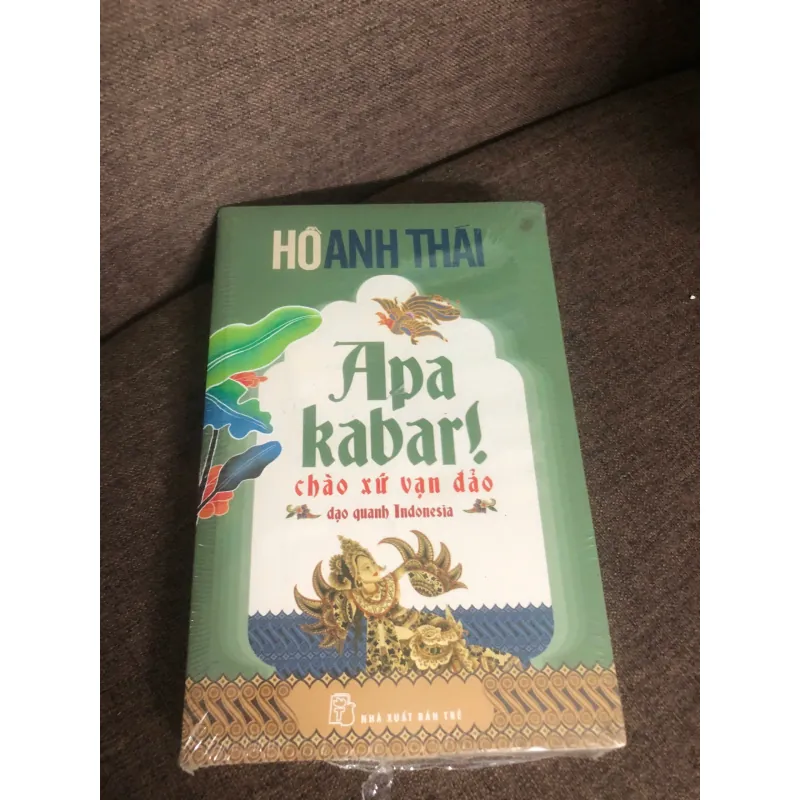 HỒ ANH THÁI
Apa
kabar!
chào xứ vạn đảo
dạo quanh Indonesia
NHÀ XUẤT BẢN TRẺ